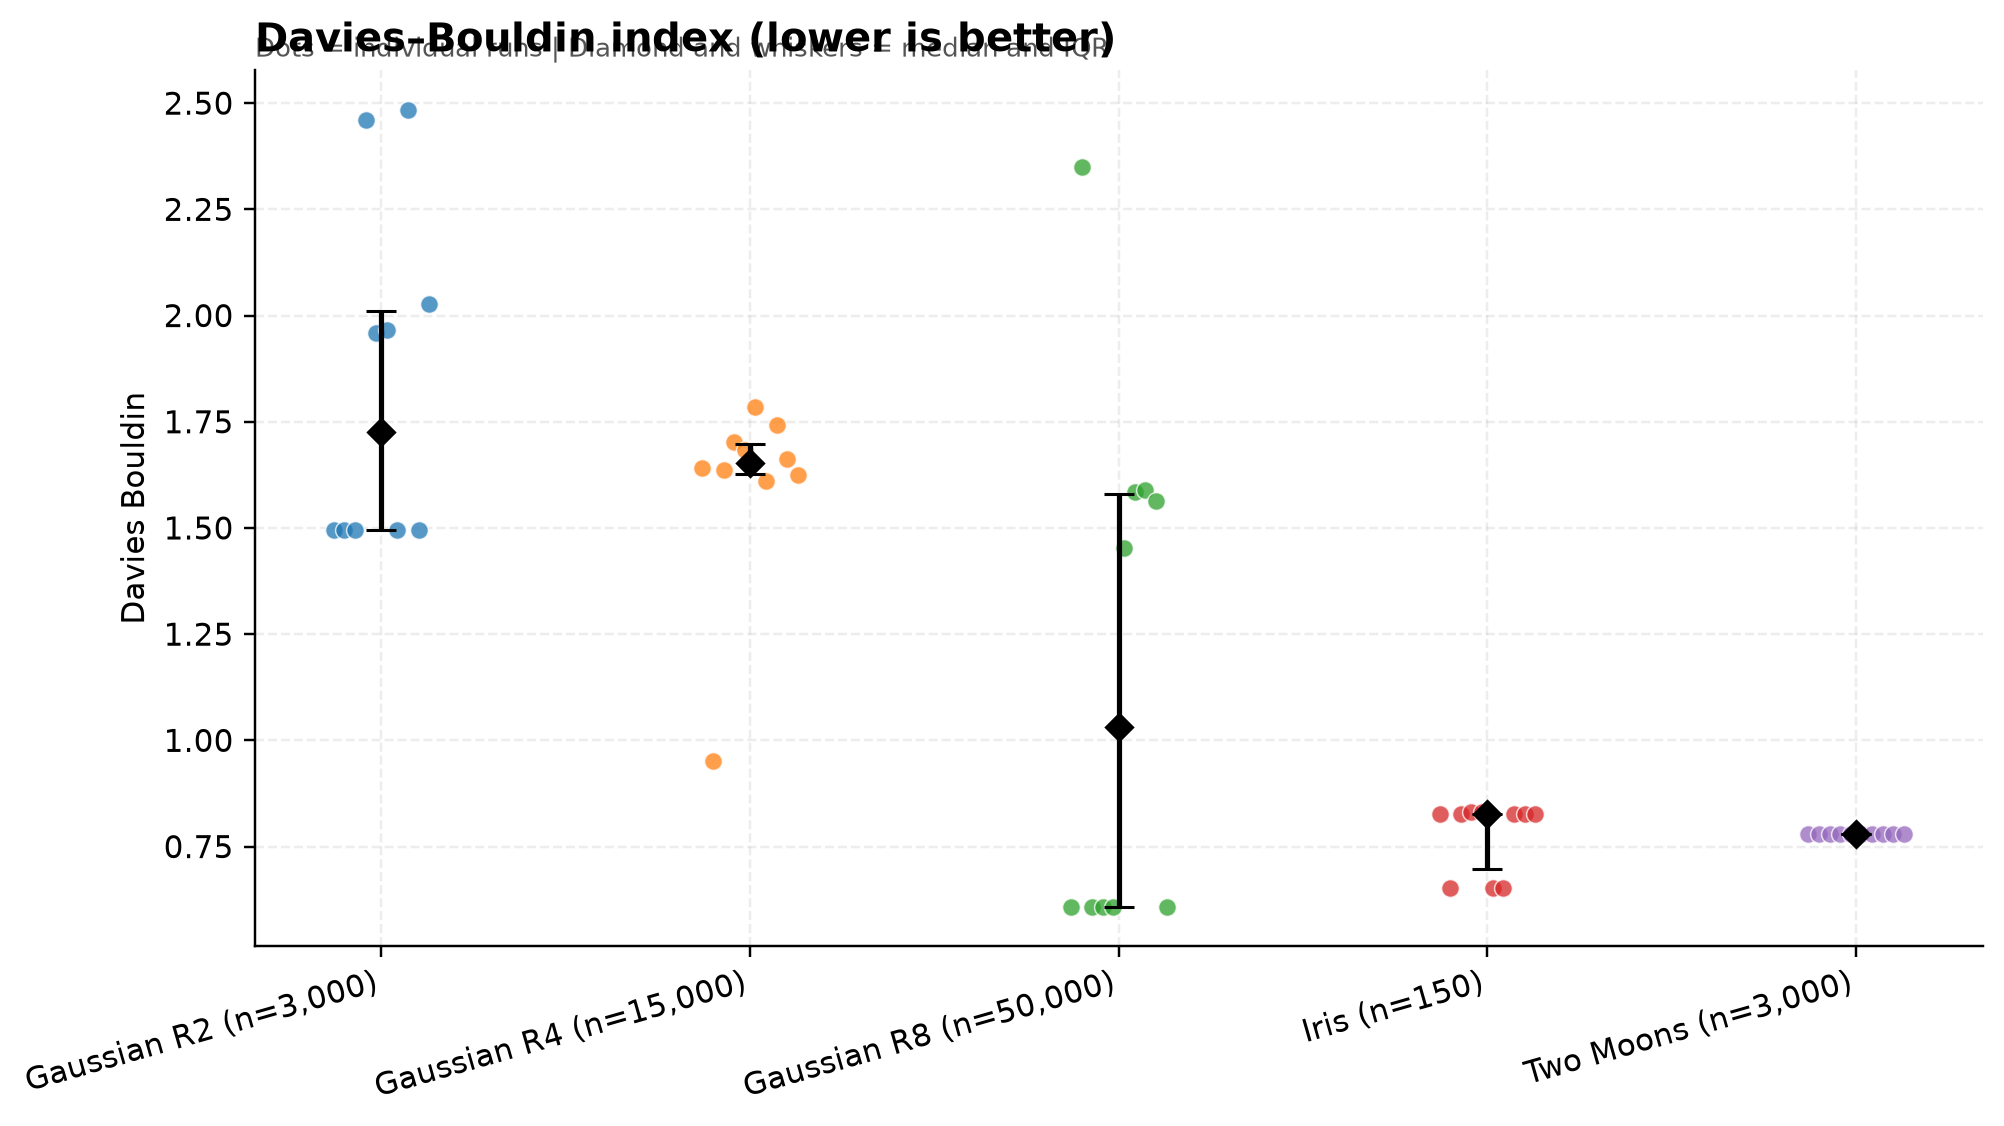 Davies–Bouldin index (lower is better)
Dots = individual runs | Diamond and whiskers = median and IQR
2.50
2.25
2.00
1.75
1.50
1.25
1.00
0.75
Davies Bouldin
Gaussian R2 (n=3,000)
Gaussian R4 (n=15,000)
Gaussian R8 (n=50,000)
Iris (n=150)
Two Moons (n=3,000)